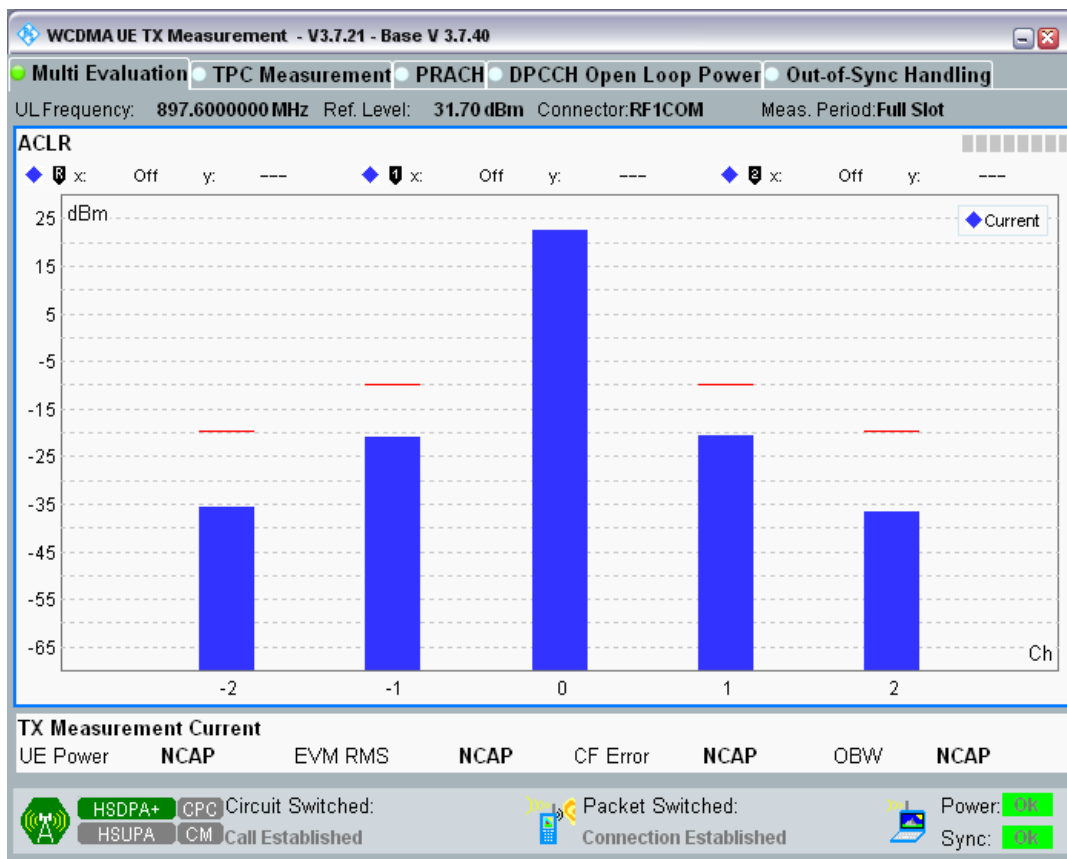 WCDMA UE TX Measurement - V3.7.21 - Base V 3.7.40
Multi Evaluation TPC Measurement PRACH DPCCH Open Loop Power Out-of-Sync Handling
UL Frequency: 897.6000000 MHz Ref. Level: 31.70 dBm Connector:RF1COM Meas. Period:Full Slot
ACLR
R x: Off y: --- 1 x: Off y: --- 2 x: Off y: ---
dBm
Current
25
15
5
-5
-15
-25
-35
-45
-55
-65
Ch
-2 -1 0 1 2
TX Measurement Current
UE Power NCAP EVM RMS NCAP CF Error NCAP OBW NCAP
HSDPA+ CPC Circuit Switched: Packet Switched: Power: OK
HSUPA CM Call Established Connection Established Sync: OK